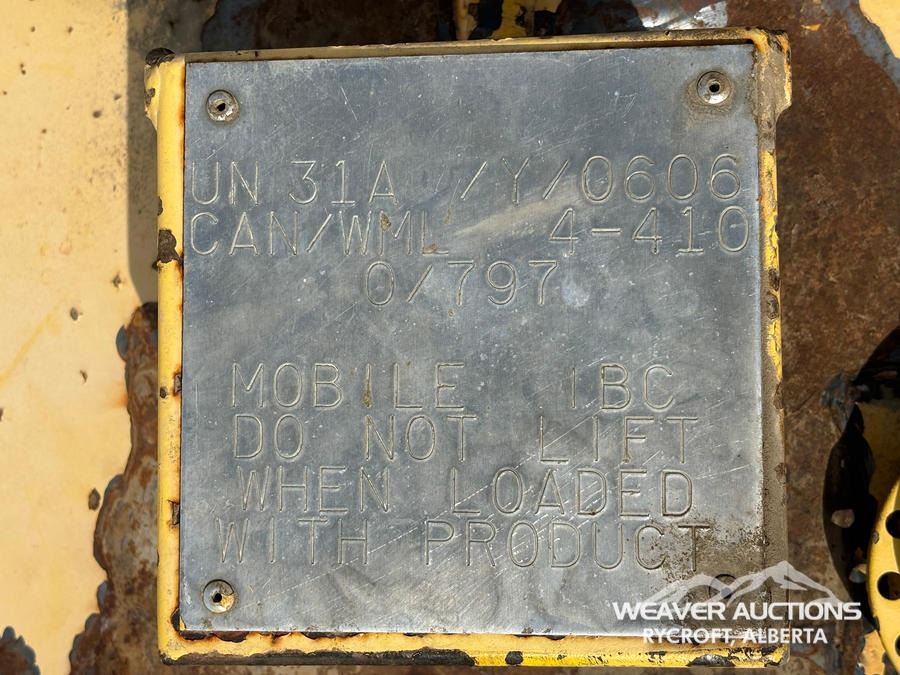 UN 31A /Y/0606
CAN/WML 4-410
0/797
MOBILE IBC
DO NOT LIFT
WHEN LOADED
WITH PRODUCT
WEAVER AUCTIONS
RYCROFT, ALBERTA